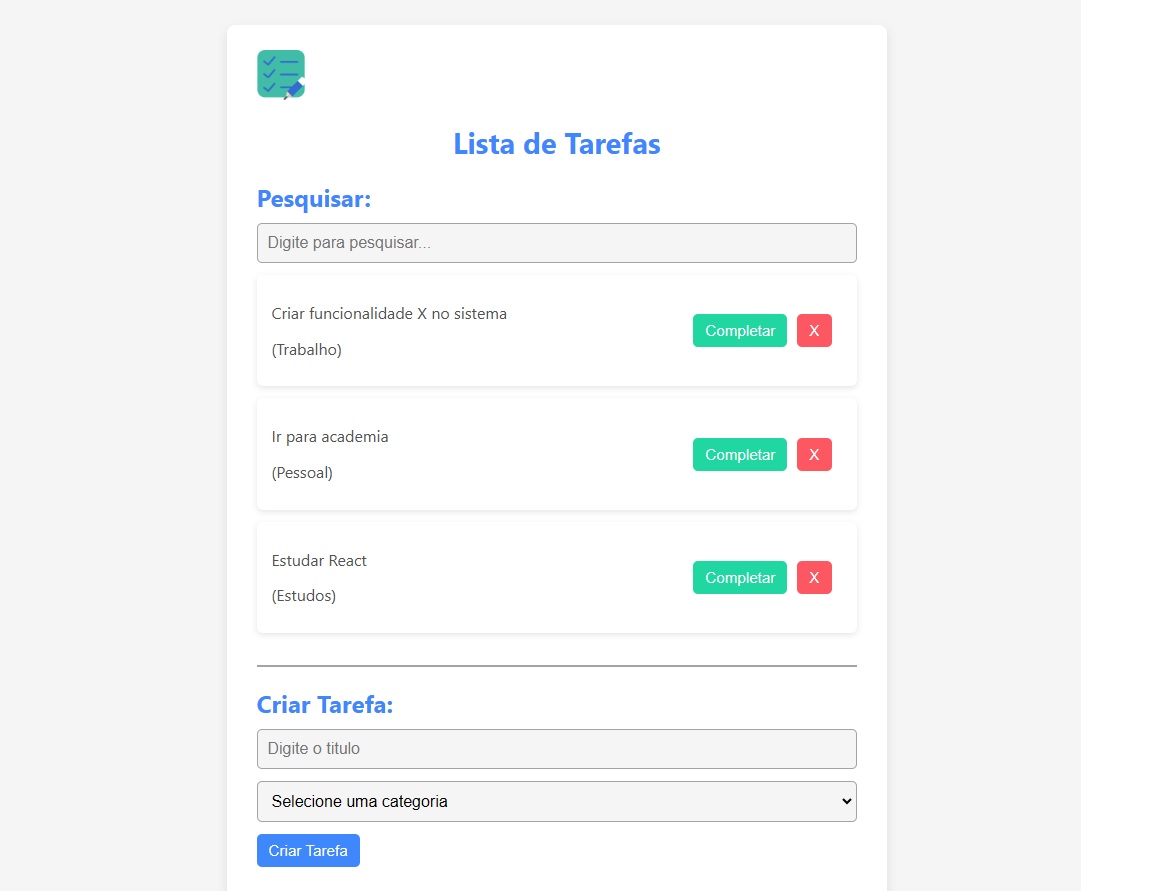 Lista de Tarefas
Pesquisar:
Digite para pesquisar...
Criar funcionalidade X no sistema
(Trabalho)
Completar
X
Ir para academia
(Pessoal)
Completar
X
Estudar React
(Estudos)
Completar
X
Criar Tarefa:
Digite o titulo
Selecione uma categoria
Criar Tarefa